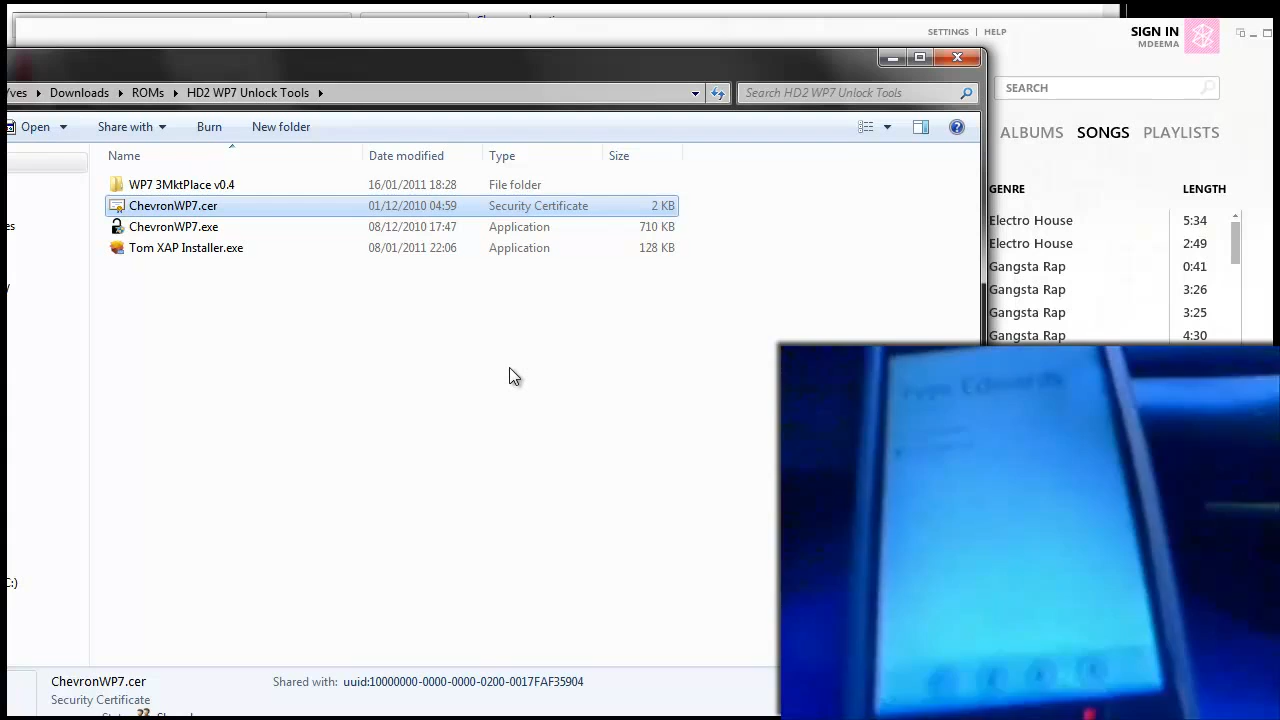 SETTINGS | HELP
SIGN IN
MDEEMA
Yves Downloads ROMs HD2 WP7 Unlock Tools
Search HD2 WP7 Unlock Tools
SEARCH
Open Share with Burn New folder
ALBUMS SONGS PLAYLISTS
Name Date modified Type Size
GENRE LENGTH
WP7 3MktPlace v0.4 16/01/2011 18:28 File folder
ChevronWP7.cer 01/12/2010 04:59 Security Certificate 2 KB
ChevronWP7.exe 08/12/2010 17:47 Application 710 KB
Tom XAP Installer.exe 08/01/2011 22:06 Application 128 KB
Electro House 5:34
Electro House 2:49
Gangsta Rap 0:41
Gangsta Rap 3:26
Gangsta Rap 3:25
Gangsta Rap 4:30
Edwards
C:)
ChevronWP7.cer Shared with: uuid:10000000-0000-0000-0200-0017FAF35904
Security Certificate